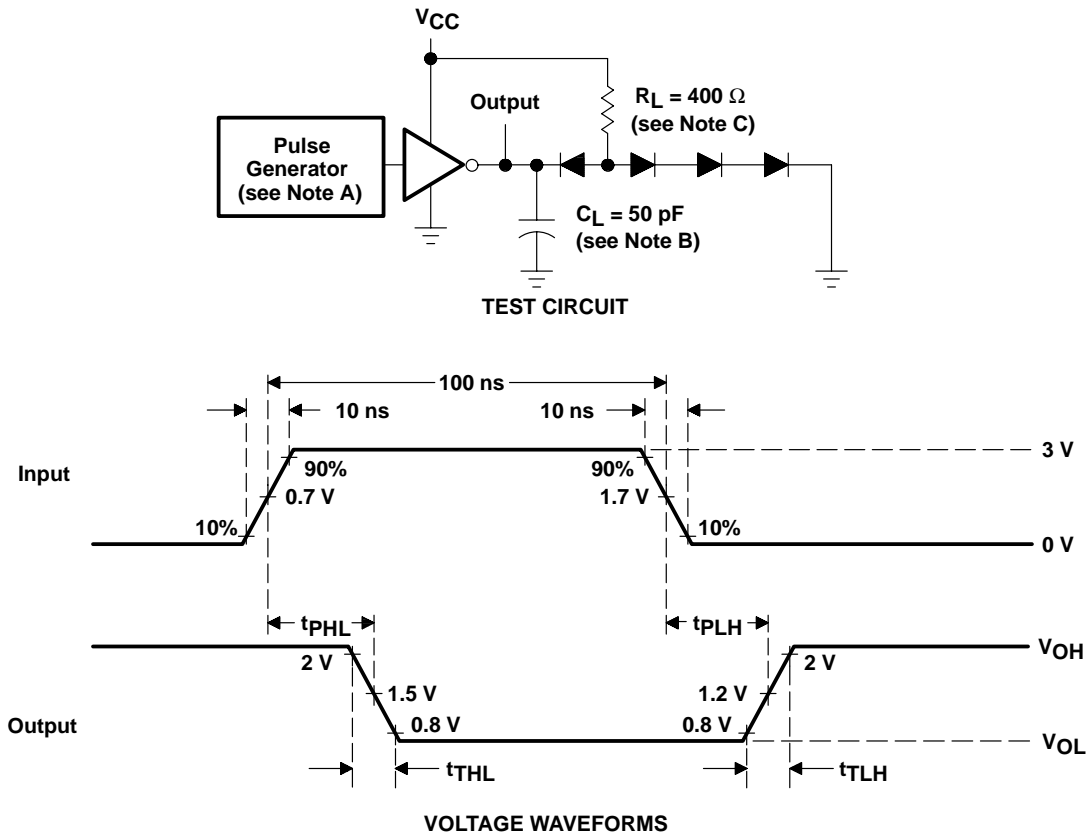 VCC
Output
RL = 400 Ω
(see Note C)
Pulse
Generator
(see Note A)
CL = 50 pF
(see Note B)
TEST CIRCUIT
100 ns
10 ns
10 ns
3 V
Input
90%
90%
0.7 V
1.7 V
10%
10%
0 V
tPHL
tPLH
VOH
2 V
2 V
1.5 V
1.2 V
Output
0.8 V
0.8 V
VOL
tTHL
tTLH
VOLTAGE WAVEFORMS